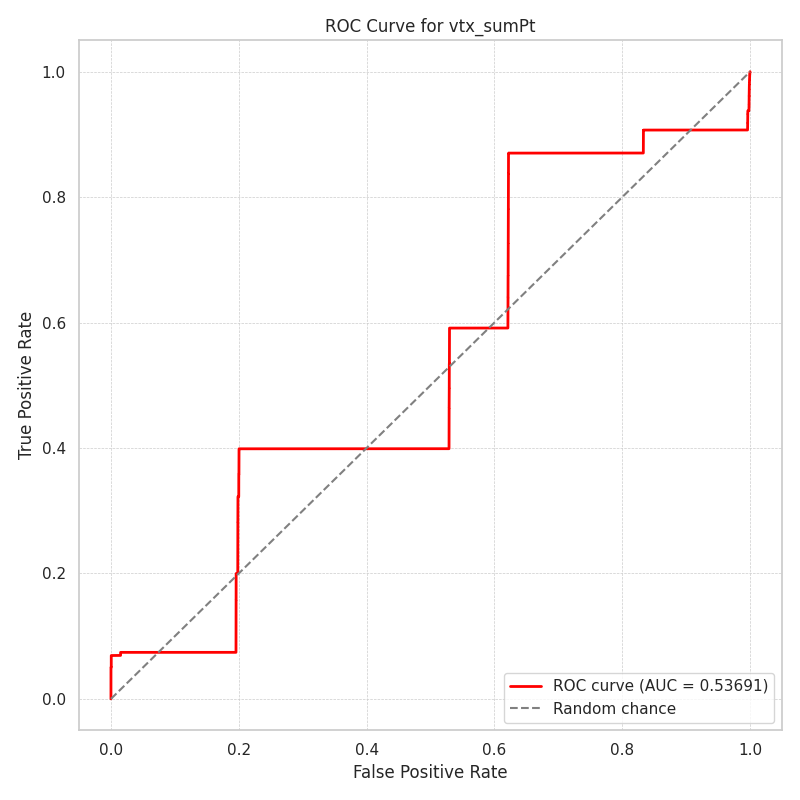 ROC Curve for vtx_sumPt
True Positive Rate
1.0
0.8
0.6
0.4
0.2
0.0
ROC curve (AUC = 0.53691)
Random chance
0.0 0.2 0.4 0.6 0.8 1.0
False Positive Rate